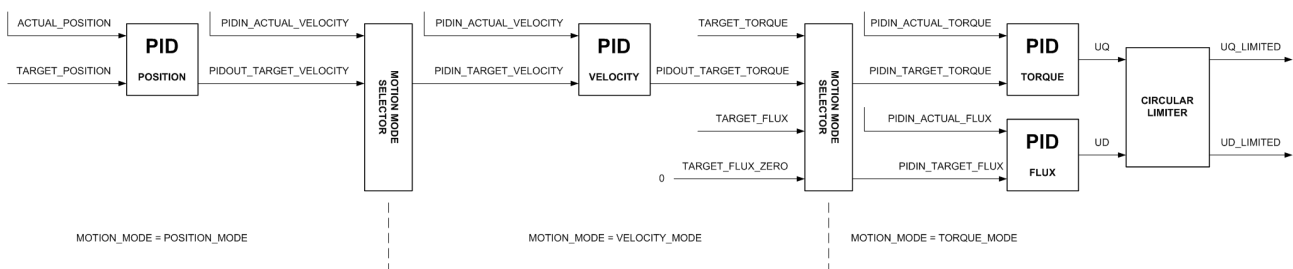 ACTUAL_POSITION
PIDIN_ACTUAL_VELOCITY
PIDIN_ACTUAL_VELOCITY
TARGET_TORQUE
PIDIN_ACTUAL_TORQUE
PID
POSITION
TARGET_POSITION
PIDOUT_TARGET_VELOCITY
MOTION MODE
SELECTOR
PIDIN_TARGET_VELOCITY
PID
VELOCITY
PIDOUT_TARGET_TORQUE
MOTION MODE
SELECTOR
PIDIN_TARGET_TORQUE
PID
TORQUE
UQ
UQ_LIMITED
CIRCULAR
LIMITER
TARGET_FLUX
PIDIN_ACTUAL_FLUX
PID
FLUX
UD
UD_LIMITED
0
TARGET_FLUX_ZERO
PIDIN_TARGET_FLUX
MOTION_MODE = POSITION_MODE
MOTION_MODE = VELOCITY_MODE
MOTION_MODE = TORQUE_MODE